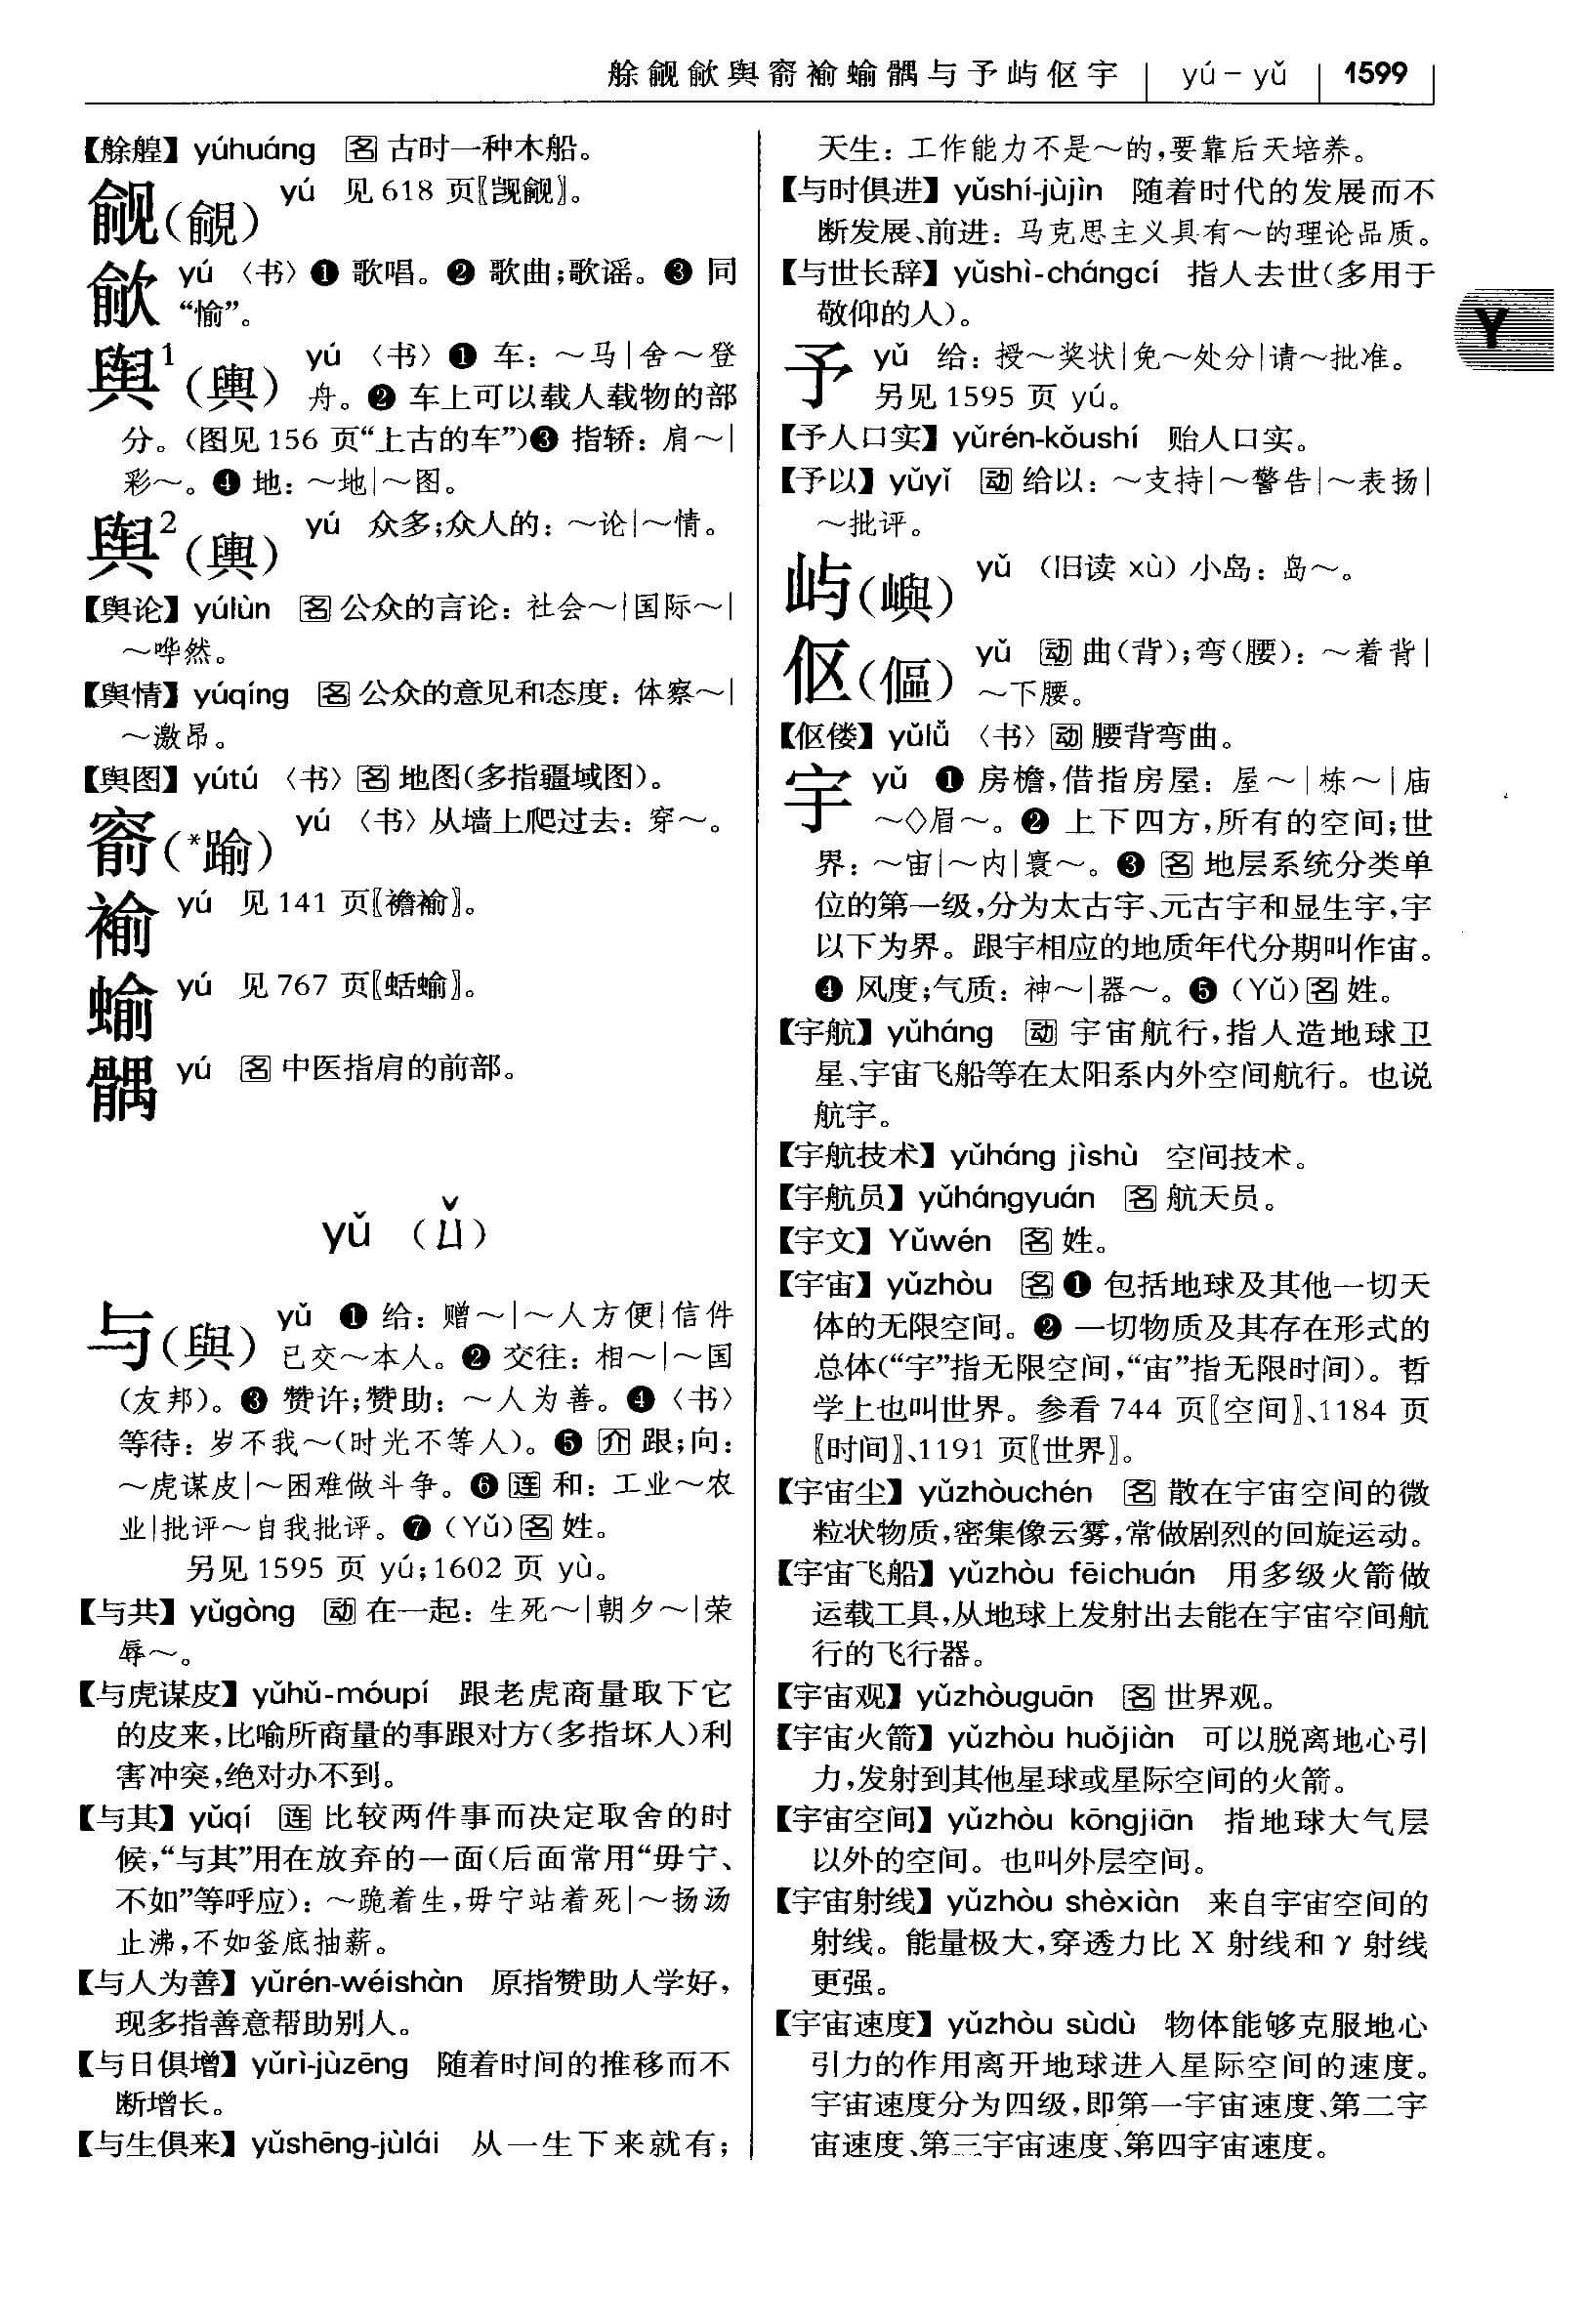 艅觎歈舆窬褕蝓髃与予屿伛宇 yú－yǔ 1599
【艅艎】yúhuáng 名 古时一种木船。
觎(覦) yú 见618页〖觊觎〗。
歈 yú 〈书〉❶ 歌唱。❷ 歌曲;歌谣。❸ 同
“愉”。
舆¹(輿) yú 〈书〉❶ 车：～马|舍～登
舟。❷ 车上可以载人载物的部
分。(图见156页“上古的车”)❸ 指轿：肩～|
彩～。❹ 地：～地|～图。
舆²(輿) yú 众多;众人的：～论|～情。
【舆论】yúlùn 名 公众的言论：社会～|国际～|
～哗然。
【舆情】yúqíng 名 公众的意见和态度：体察～|
～激昂。
【舆图】yútú 〈书〉名 地图(多指疆域图)。
窬(*踰) yú 〈书〉从墙上爬过去：穿～。
褕 yú 见141页〖襜褕〗。
蝓 yú 见767页〖蛞蝓〗。
髃 yú 名 中医指肩的前部。
yǔ (ㄩˇ)
与(與) yǔ ❶ 给：赠～|～人方便|信件
已交～本人。❷ 交往：相～|～国
(友邦)。❸ 赞许;赞助：～人为善。❹〈书〉
等待：岁不我～(时光不等人)。❺ 介 跟;向：
～虎谋皮|～困难做斗争。❻ 连 和：工业～农
业|批评～自我批评。❼ (Yǔ)名 姓。
另见1595页 yú;1602页 yù。
【与共】yǔgòng 动 在一起：生死～|朝夕～|荣
辱～。
【与虎谋皮】yǔhǔ-móupí 跟老虎商量取下它
的皮来,比喻所商量的事跟对方(多指坏人)利
害冲突,绝对办不到。
【与其】yǔqí 连 比较两件事而决定取舍的时
候,“与其”用在放弃的一面(后面常用“毋宁、
不如”等呼应)：～跪着生,毋宁站着死|～扬汤
止沸,不如釜底抽薪。
【与人为善】yǔrén-wéishàn 原指赞助人学好,
现多指善意帮助别人。
【与日俱增】yǔrì-jùzēng 随着时间的推移而不
断增长。
【与生俱来】yǔshēng-jùlái 从一生下来就有;
天生：工作能力不是～的,要靠后天培养。
【与时俱进】yǔshí-jùjìn 随着时代的发展而不
断发展、前进：马克思主义具有～的理论品质。
【与世长辞】yǔshì-chángcí 指人去世(多用于
敬仰的人)。
予 yǔ 给：授～奖状|免～处分|请～批准。
另见1595页 yú。
【予人口实】yǔrén-kǒushí 贻人口实。
【予以】yǔyǐ 动 给以：～支持|～警告|～表扬|
～批评。
屿(嶼) yǔ (旧读 xù) 小岛：岛～。
伛(傴) yǔ 动 曲(背);弯(腰)：～着背|
～下腰。
【伛偻】yǔlǚ 〈书〉动 腰背弯曲。
宇 yǔ ❶ 房檐,借指房屋：屋～|栋～|庙
～◇眉～。❷ 上下四方,所有的空间;世
界：～宙|～内|寰～。❸ 名 地层系统分类单
位的第一级,分为太古宇、元古宇和显生宇,宇
以下为界。跟宇相应的地质年代分期叫作宙。
❹ 风度;气质：神～|器～。❺ (Yǔ)名 姓。
【宇航】yǔháng 动 宇宙航行,指人造地球卫
星、宇宙飞船等在太阳系内外空间航行。也说
航宇。
【宇航技术】yǔháng jìshù 空间技术。
【宇航员】yǔhángyuán 名 航天员。
【宇文】Yǔwén 名 姓。
【宇宙】yǔzhòu 名 ❶ 包括地球及其他一切天
体的无限空间。❷ 一切物质及其存在形式的
总体(“宇”指无限空间,“宙”指无限时间)。哲
学上也叫世界。参看744页〖空间〗、1184页
〖时间〗、1191页〖世界〗。
【宇宙尘】yǔzhòuchén 名 散在宇宙空间的微
粒状物质,密集像云雾,常做剧烈的回旋运动。
【宇宙飞船】yǔzhòu fēichuán 用多级火箭做
运载工具,从地球上发射出去能在宇宙空间航
行的飞行器。
【宇宙观】yǔzhòuguān 名 世界观。
【宇宙火箭】yǔzhòu huǒjiàn 可以脱离地心引
力,发射到其他星球或星际空间的火箭。
【宇宙空间】yǔzhòu kōngjiān 指地球大气层
以外的空间。也叫外层空间。
【宇宙射线】yǔzhòu shèxiàn 来自宇宙空间的
射线。能量极大,穿透力比 X 射线和 γ 射线
更强。
【宇宙速度】yǔzhòu sùdù 物体能够克服地心
引力的作用离开地球进入星际空间的速度。
宇宙速度分为四级,即第一宇宙速度、第二宇
宙速度、第三宇宙速度、第四宇宙速度。
Y